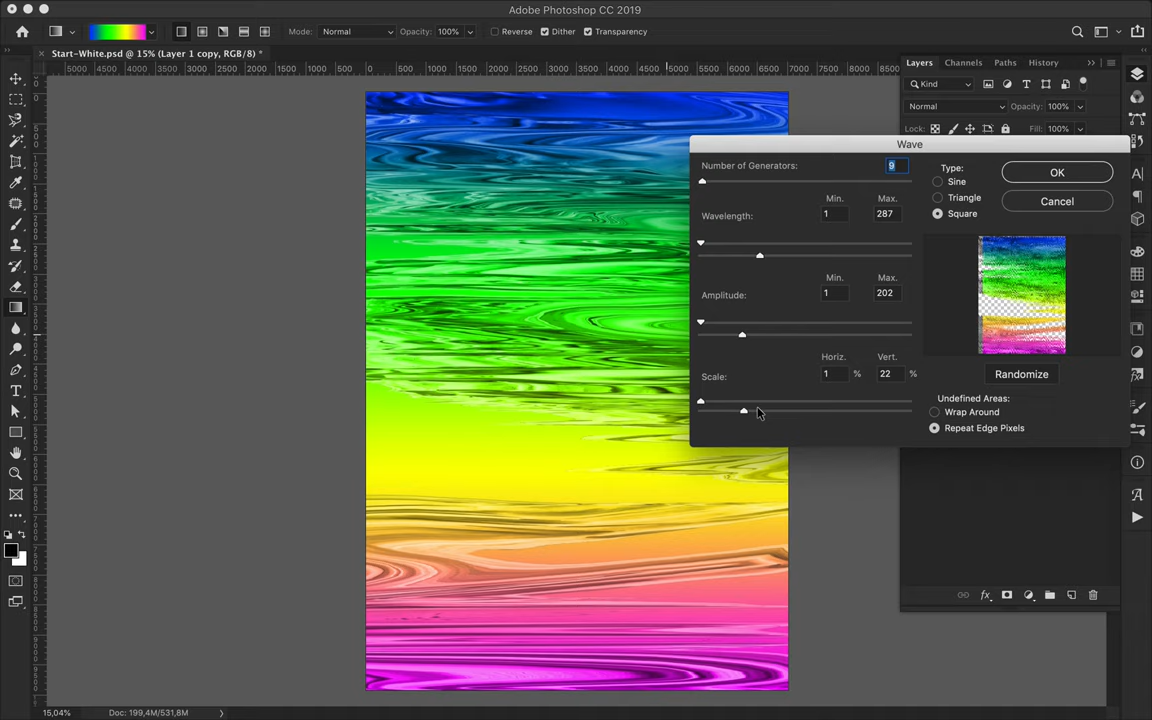 Adobe Photoshop CC 2019
Mode: Normal Opacity: 100% Reverse Dither Transparency
Start-White.psd @ 15% (Layer 1 copy, RGB/8) *
5000 4500 4000 3500 3000 2500 2000 1500 1000 500 0 500 1000 1500 2000 2500 3000 3500 4000 4500 5000 5500 6000 6500 7000 7500 8000 8500
Layers Channels Paths History
Kind
Normal Opacity: 100%
Lock: Fill: 100%
Wave
Number of Generators: 9
Type:
Sine
Triangle
Square
OK
Cancel
Min. Max.
Wavelength: 1 287
Min. Max.
Amplitude: 1 202
Horiz. Vert.
Scale: 1 % 22 %
Randomize
Undefined Areas:
Wrap Around
Repeat Edge Pixels
15,04% Doc: 199,4M/531,8M